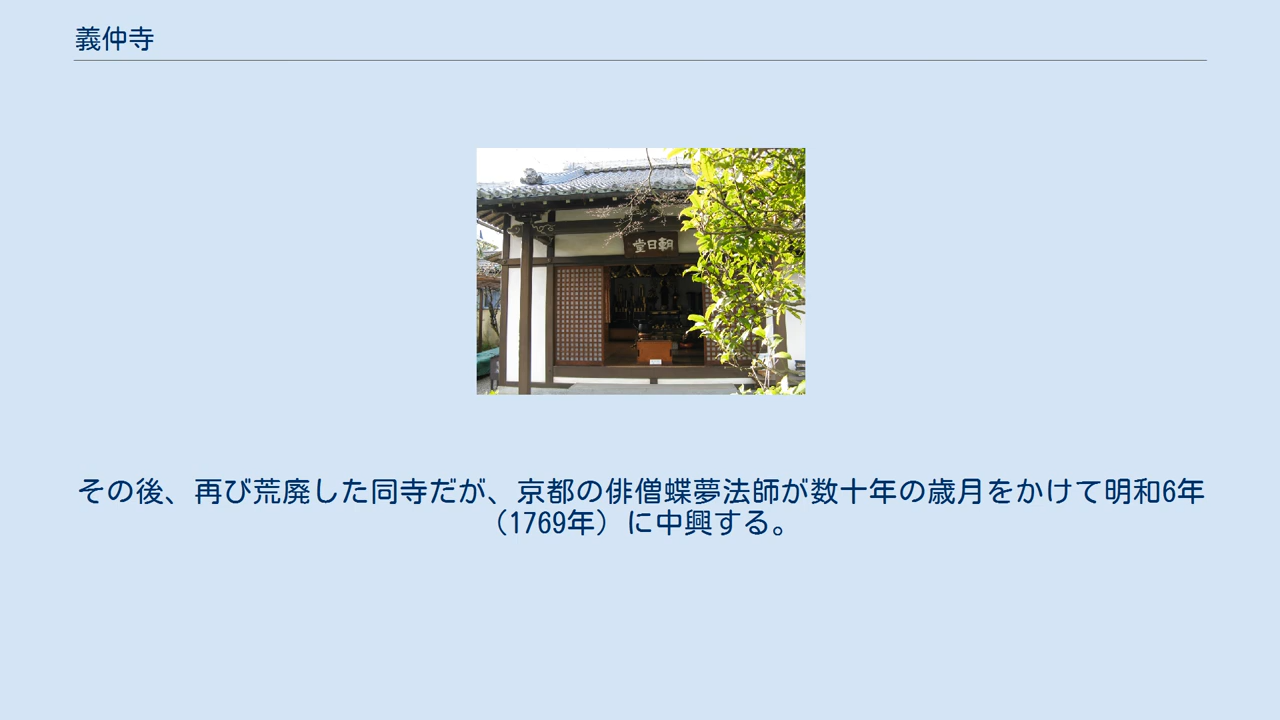 義仲寺
朝日堂
その後、再び荒廃した同寺だが、京都の俳僧蝶夢法師が数十年の歳月をかけて明和6年
（1769年）に中興する。